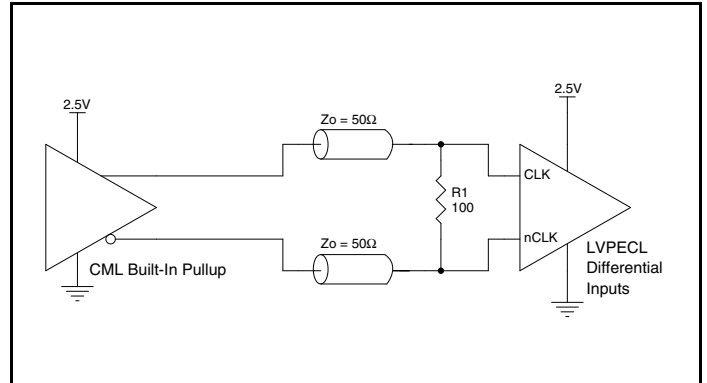 2.5V
2.5V
Zo = 50Ω
CLK
R1
100
nCLK
Zo = 50Ω
CML Built-In Pullup
LVPECL
Differential
Inputs